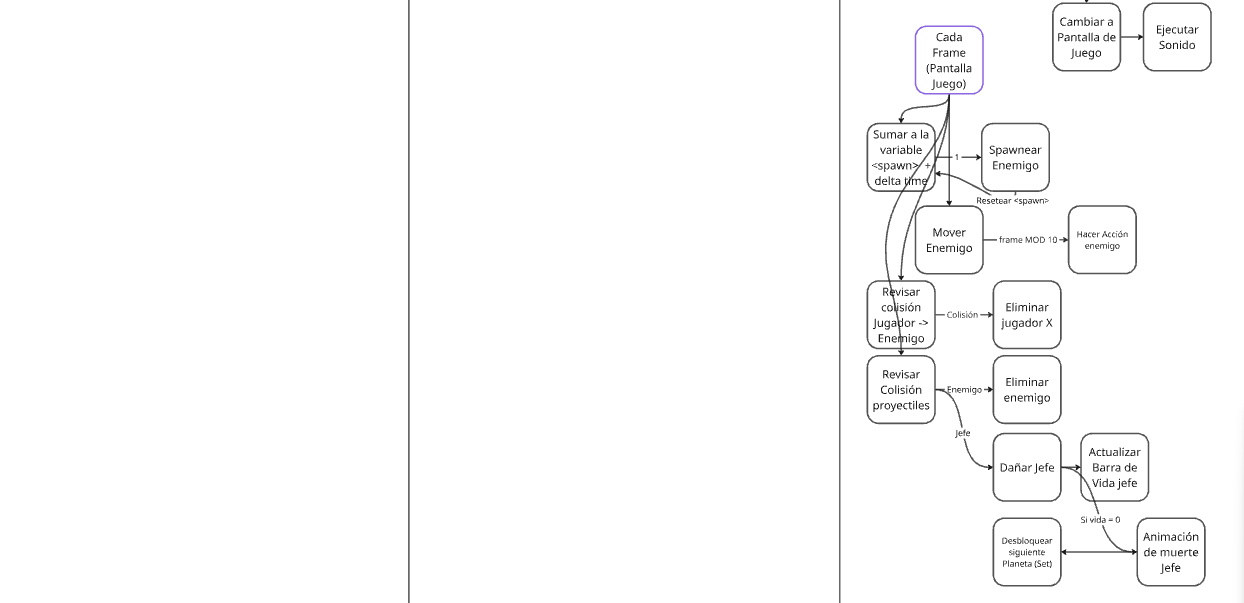 Cambiar a
Pantalla de
Juego
Ejecutar
Sonido
Cada
Frame
(Pantalla
Juego)
Sumar a la
variable
<spawn> +
delta time
1
Spawnear
Enemigo
Resetear <spawn>
Mover
Enemigo
frame MOD 10
Hacer Acción
enemigo
Revisar
colisión
Jugador ->
Enemigo
Colisión
Eliminar
jugador X
Revisar
Colisión
proyectiles
Enemigo
Eliminar
enemigo
Jefe
Dañar Jefe
Actualizar
Barra de
Vida jefe
Si vida = 0
Desbloquear
siguiente
Planeta (Set)
Animación
de muerte
Jefe